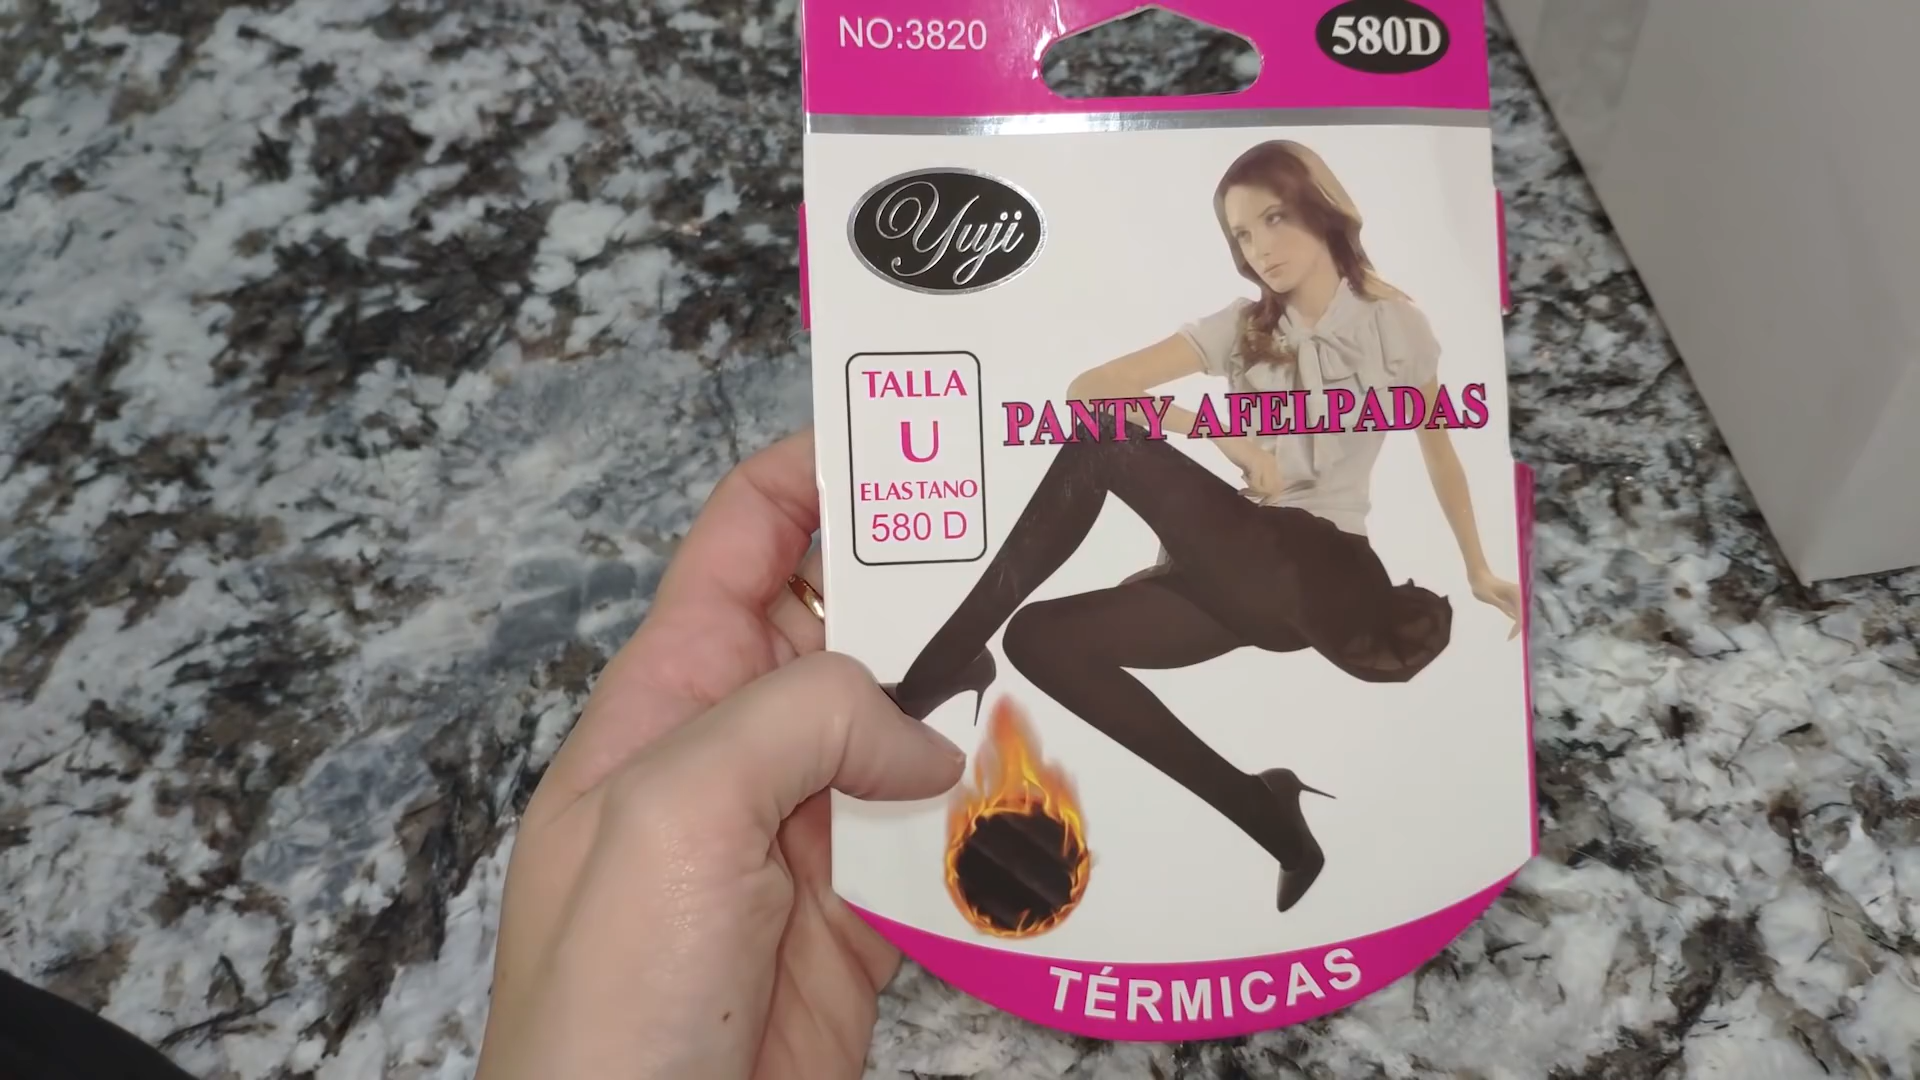 NO:3820
580D
Yuji
TALLA
U
ELASTANO
580 D
PANTY AFELPADAS
TÉRMICAS